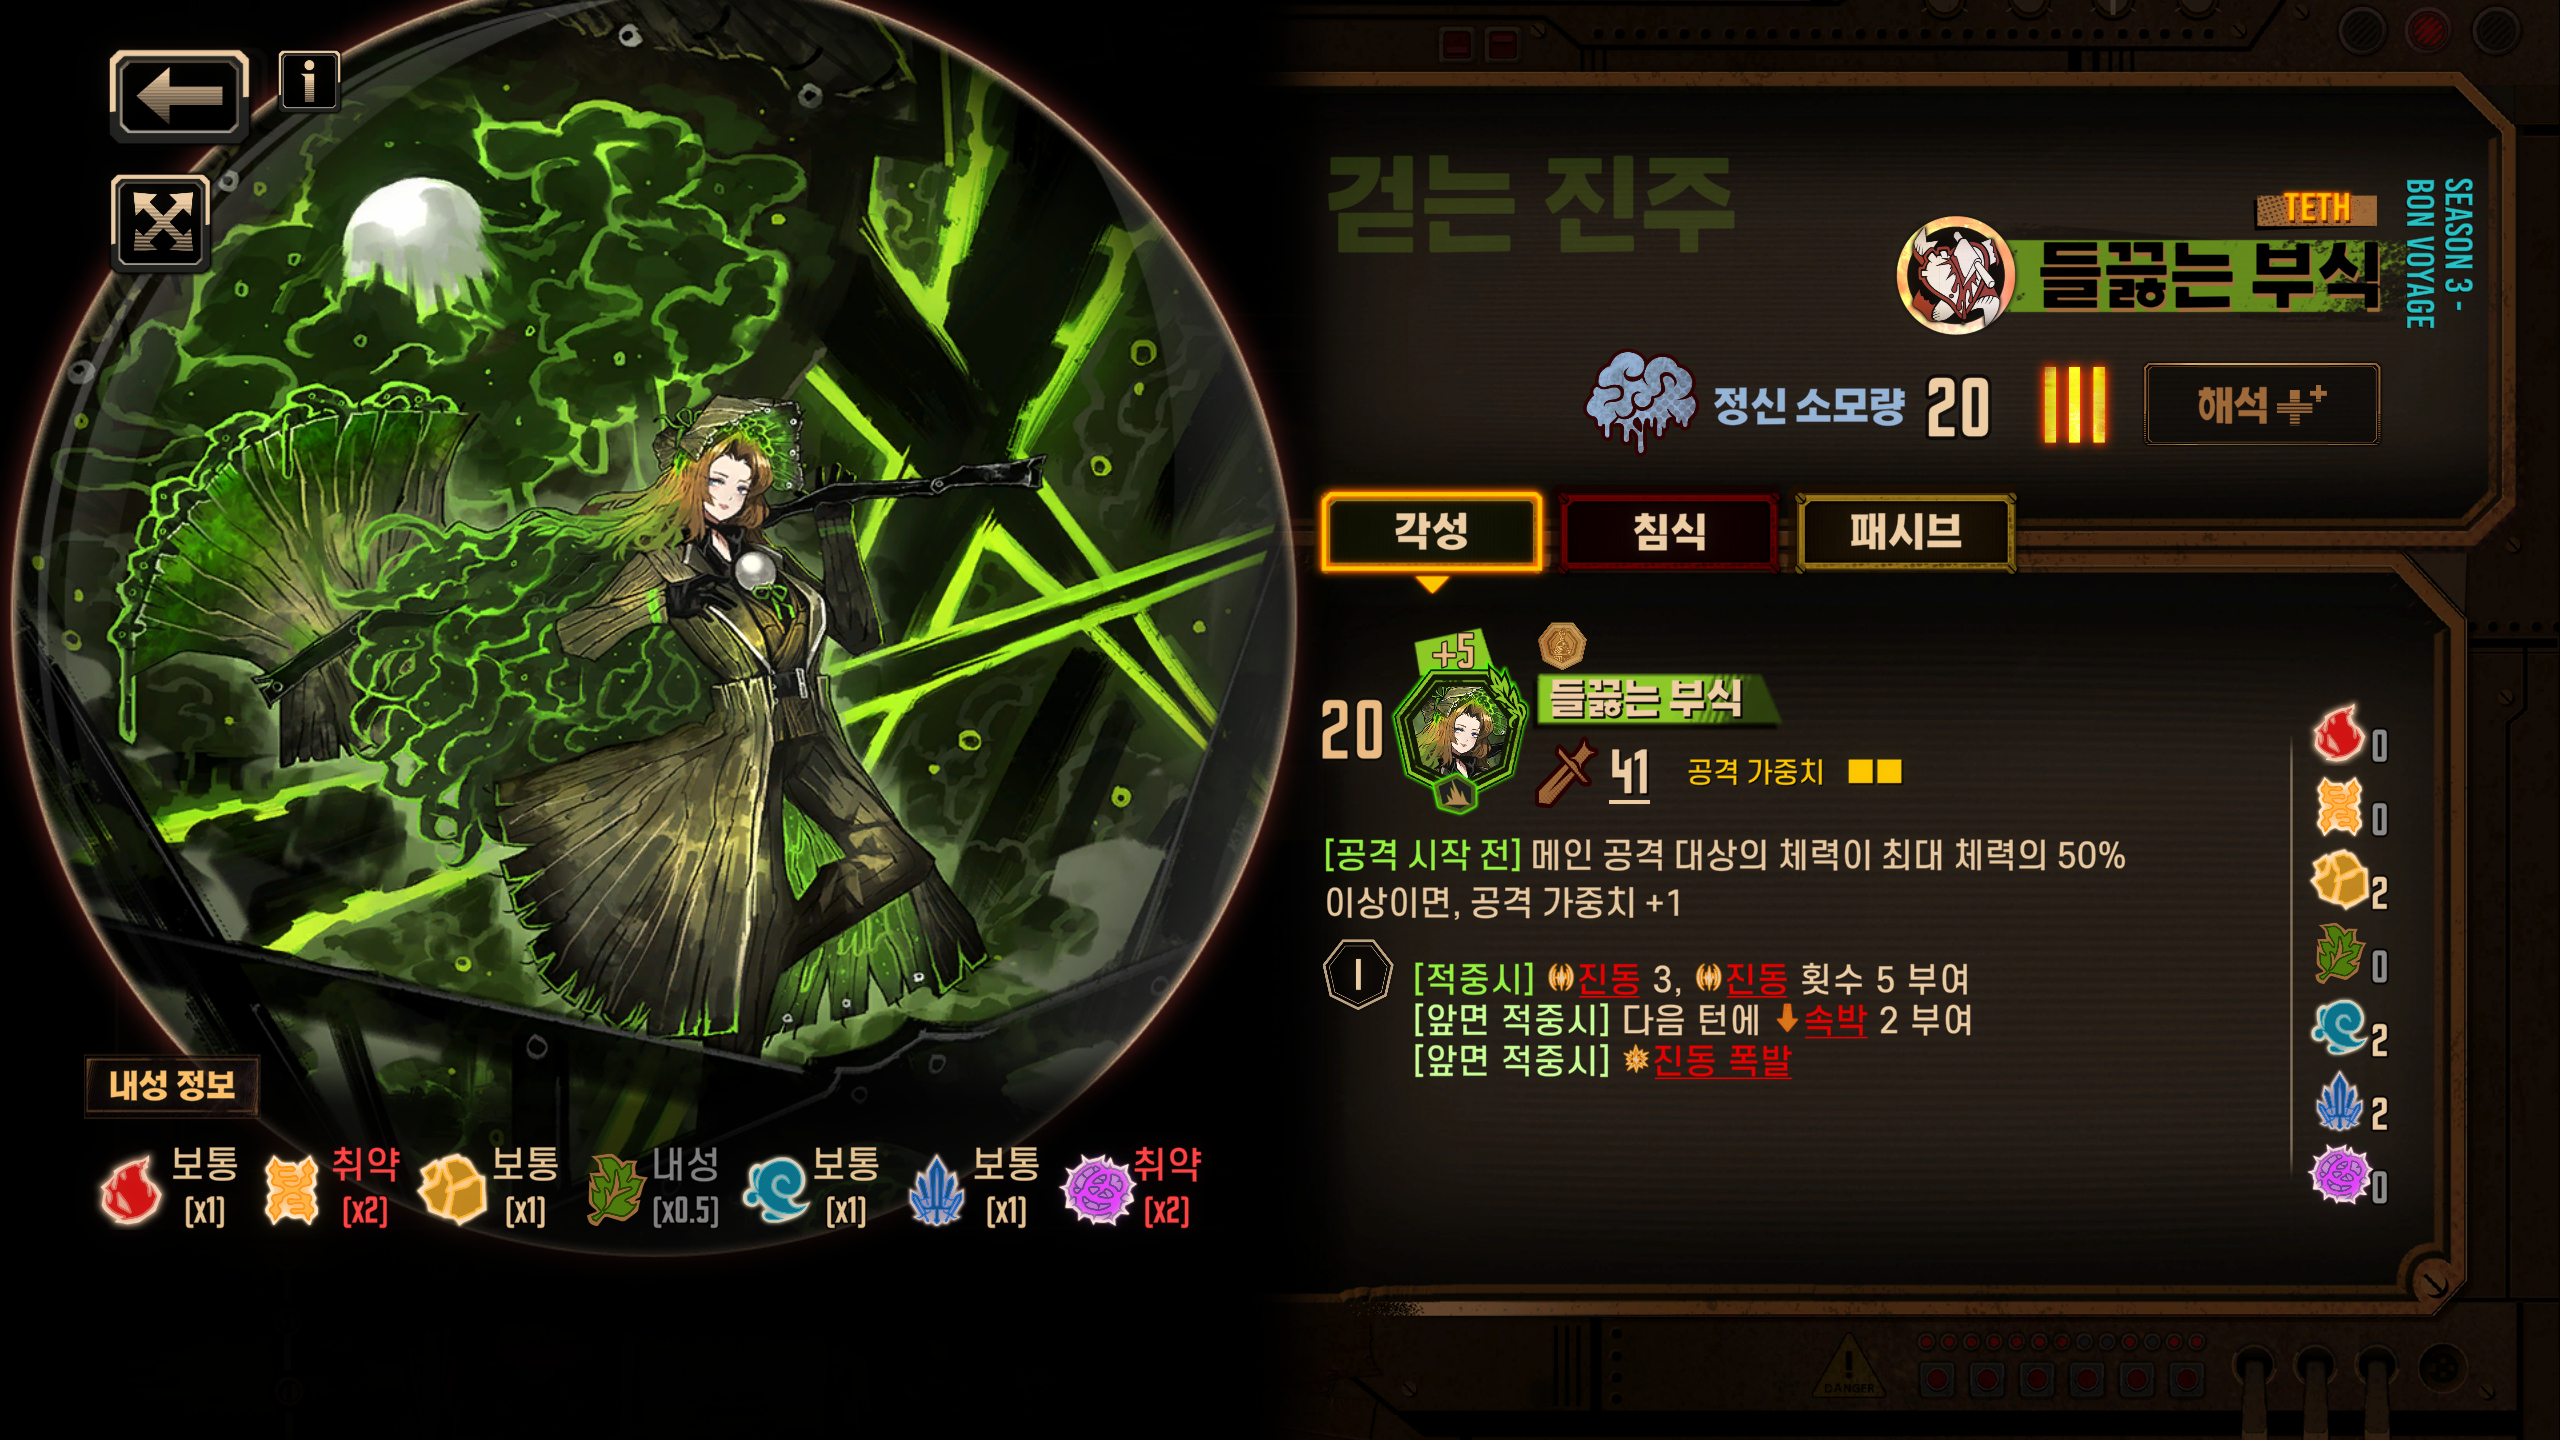 i
걷는 진주
TETH
들끓는 부식
SEASON 3 -
BON VOYAGE
정신 소모량 20
해석
각성
침식
패시브
+5
20
들끓는 부식
41
공격 가중치
[공격 시작 전] 메인 공격 대상의 체력이 최대 체력의 50%
이상이면, 공격 가중치 +1
I
[적중시] 진동 3, 진동 횟수 5 부여
[앞면 적중시] 다음 턴에 속박 2 부여
[앞면 적중시] 진동 폭발
0
0
2
0
2
2
0
내성 정보
보통 취약 보통 내성 보통 보통 취약
[x1] [x2] [x1] [x0.5] [x1] [x1] [x2]
DANGER